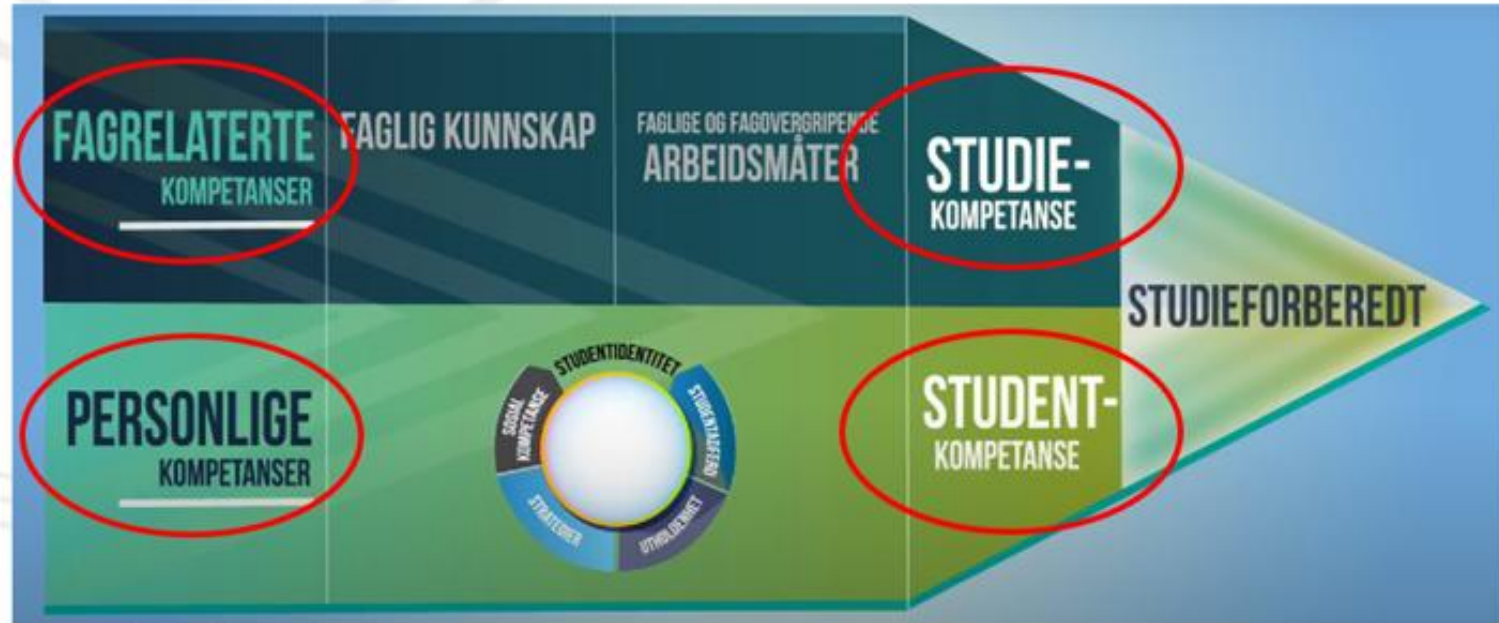 FAGRELATERTE
KOMPETANSER
FAGLIG KUNNSKAP
FAGLIGE OG FAGOVERGRIPENDE
ARBEIDSMÅTER
STUDIE-
KOMPETANSE
STUDIEFORBEREDT
PERSONLIGE
KOMPETANSER
STUDENTIDENTITET
SOSIAL
KOMPETANSE
STUDENTADFERD
STRATEGIER
UTHOLDENHET
STUDENT-
KOMPETANSE